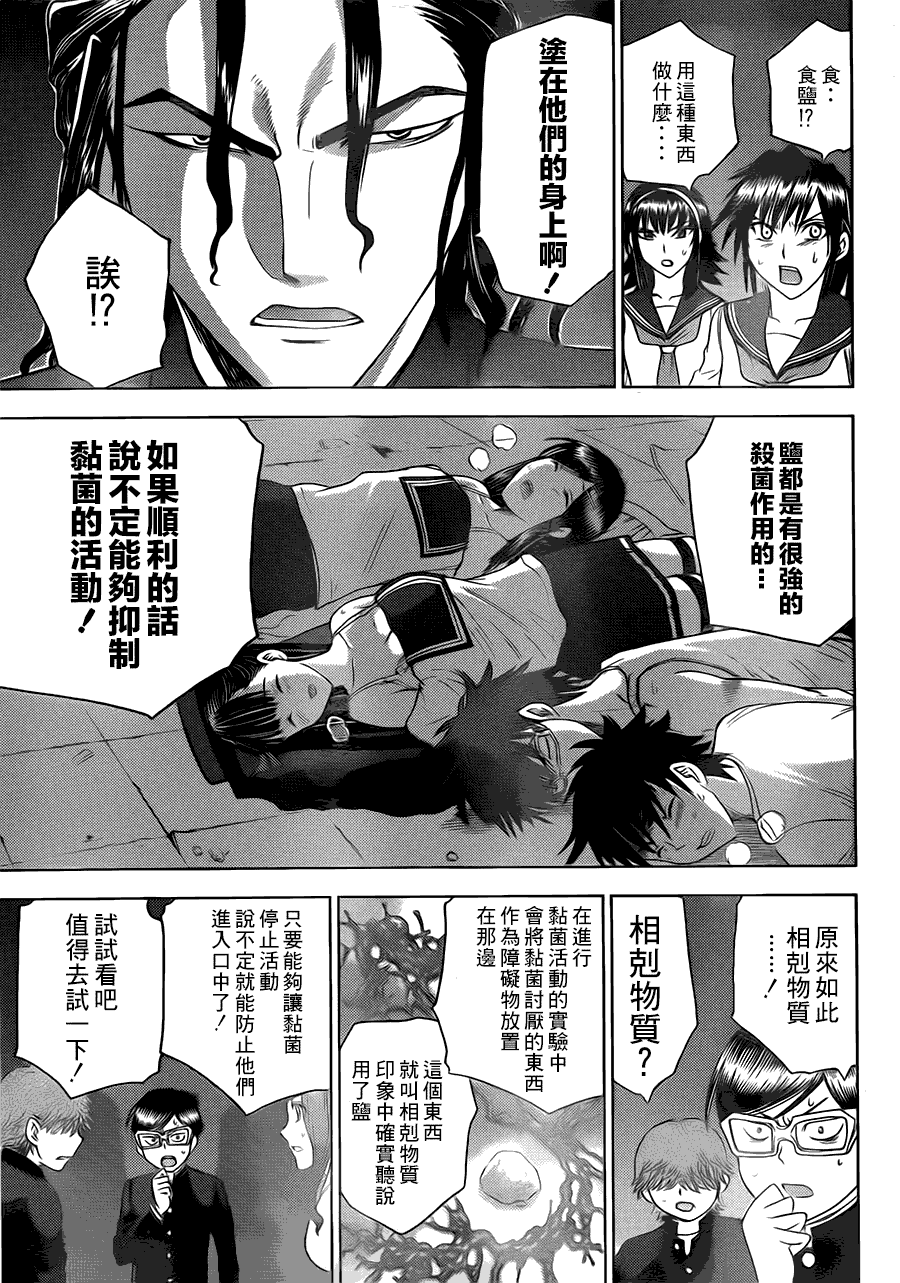 食‥
食鹽!?
用這種東西
做什麼‥‥
塗在他們的身上啊！
誒!?
鹽都是有很強的
殺菌作用的…
如果順利的話
說不定能夠抑制
黏菌的活動！
原來如此
相剋物質
……！
相剋物質？
在進行
黏菌活動的實驗中
會將黏菌討厭的東西
作為障礙物放置
在那邊
這個東西
就叫相剋物質
印象中確實聽說
用了鹽
只要能夠讓黏菌
停止活動
說不定就能防止他們
進入口中了！
試試看吧
值得去試一下！